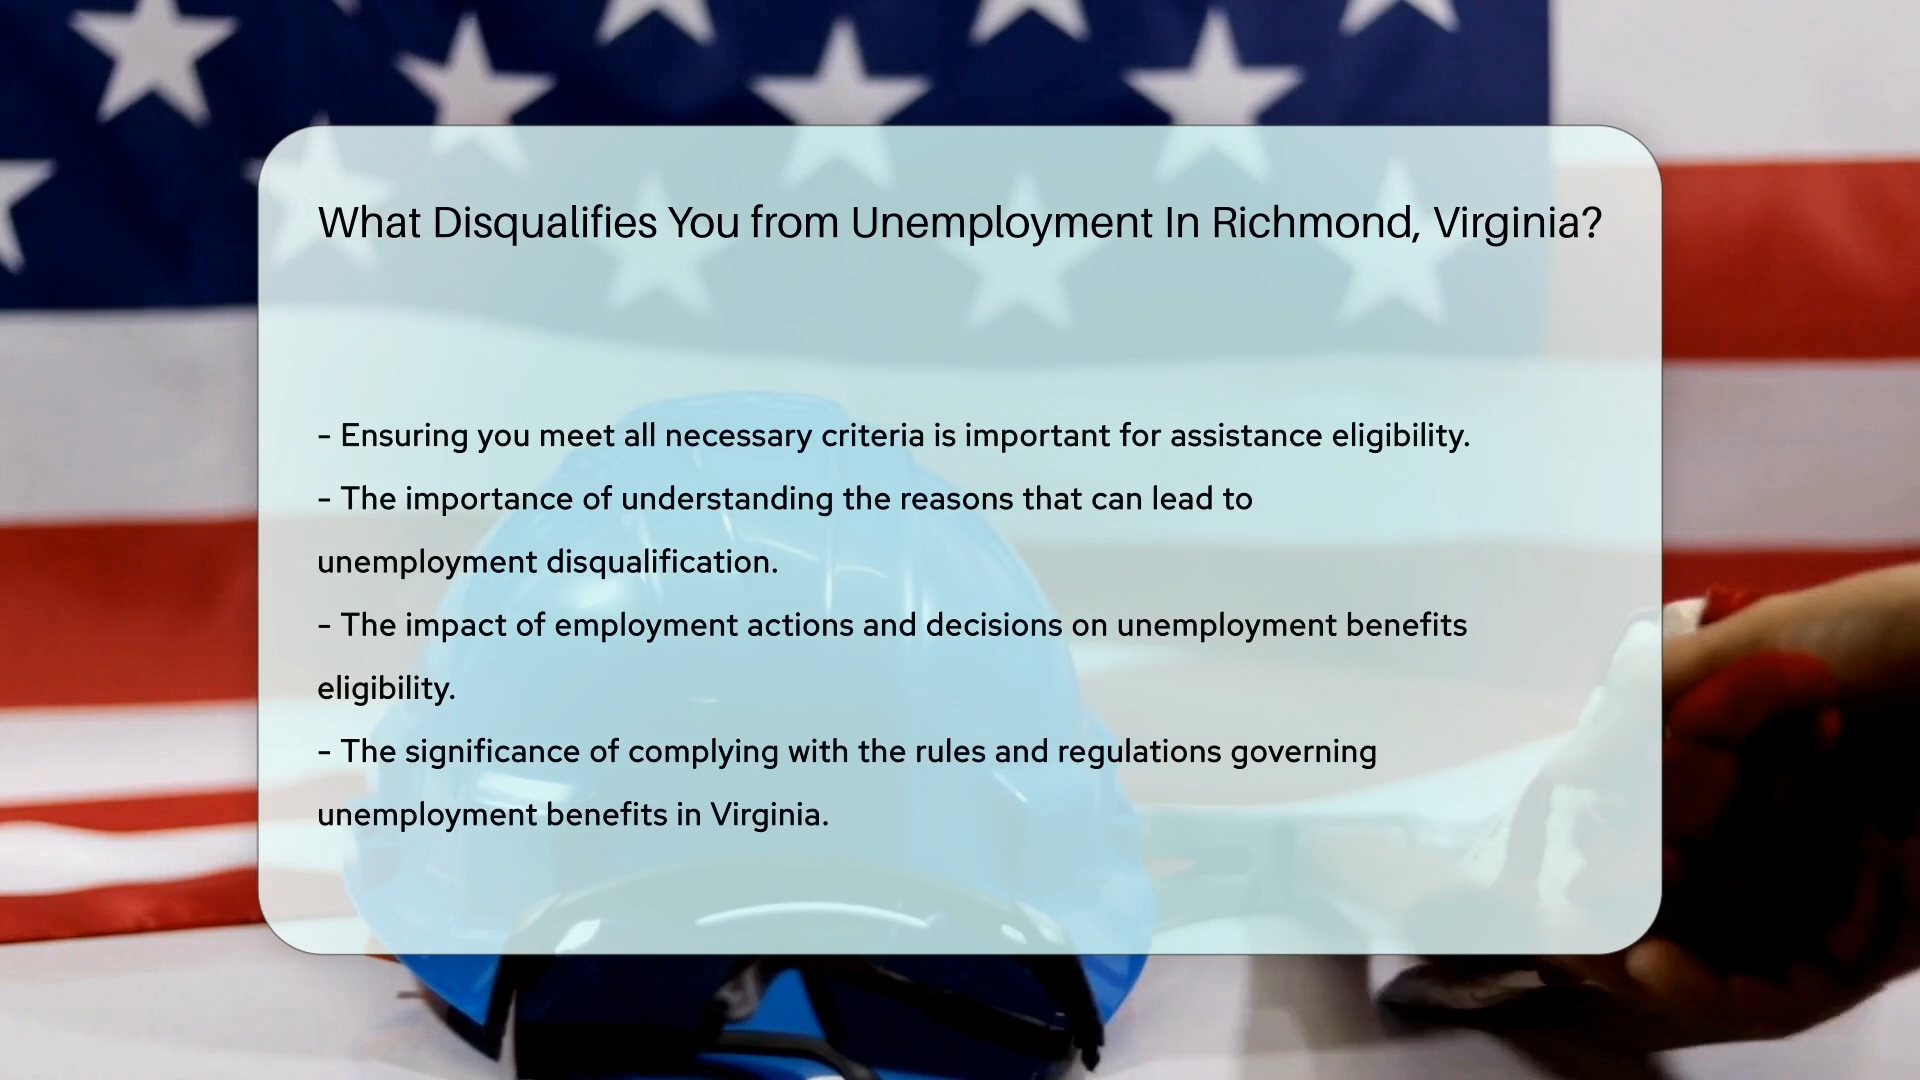 What Disqualifies You from Unemployment In Richmond, Virginia?
- Ensuring you meet all necessary criteria is important for assistance eligibility.
- The importance of understanding the reasons that can lead to
unemployment disqualification.
- The impact of employment actions and decisions on unemployment benefits
eligibility.
- The significance of complying with the rules and regulations governing
unemployment benefits in Virginia.